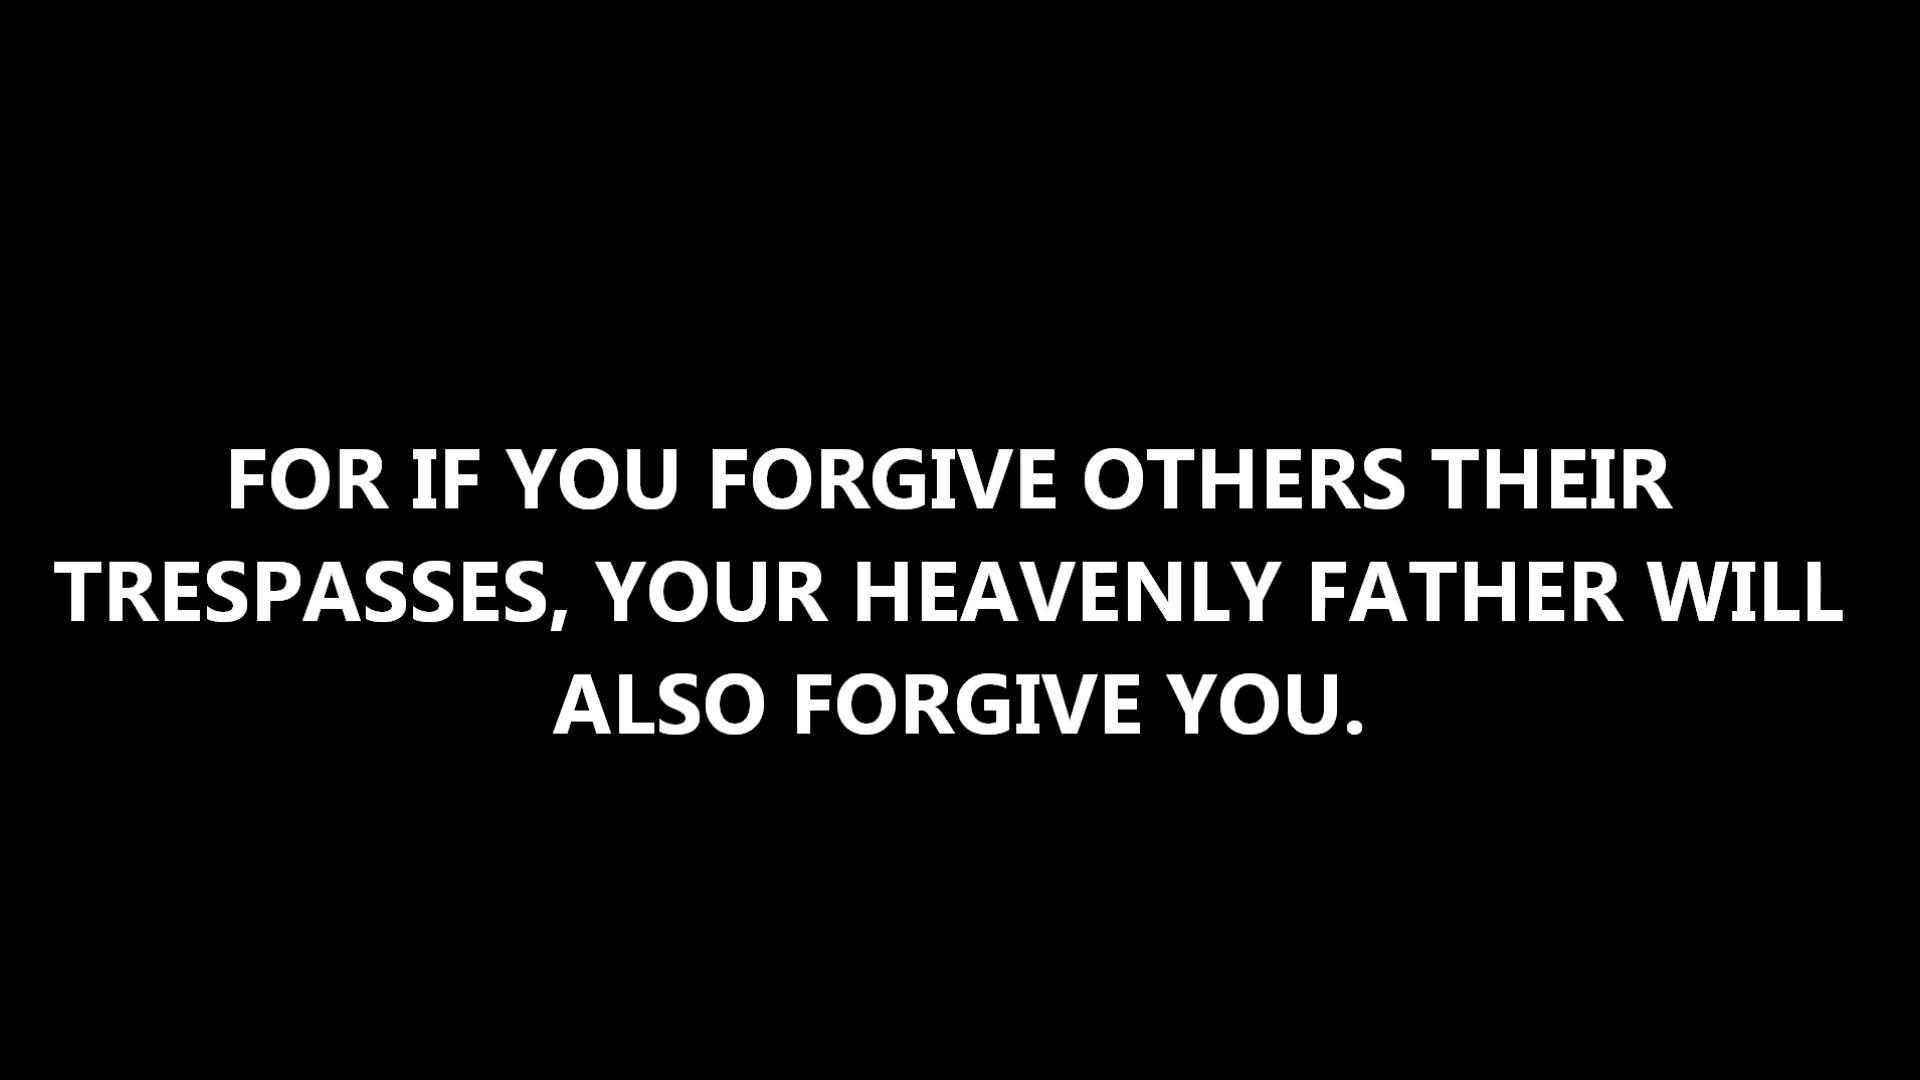 FOR IF YOU FORGIVE OTHERS THEIR
TRESPASSES, YOUR HEAVENLY FATHER WILL
ALSO FORGIVE YOU.